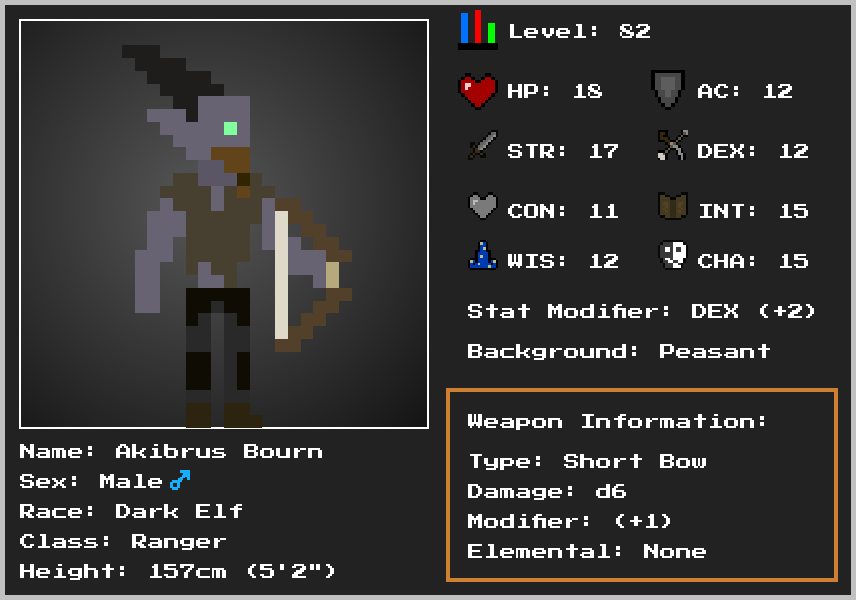 Level: 82
HP: 18 AC: 12
STR: 17 DEX: 12
CON: 11 INT: 15
WIS: 12 CHA: 15
Stat Modifier: DEX (+2)
Background: Peasant
Weapon Information:
Type: Short Bow
Damage: d6
Modifier: (+1)
Elemental: None
Name: Akibrus Bourn
Sex: Male♂
Race: Dark Elf
Class: Ranger
Height: 157cm (5'2")